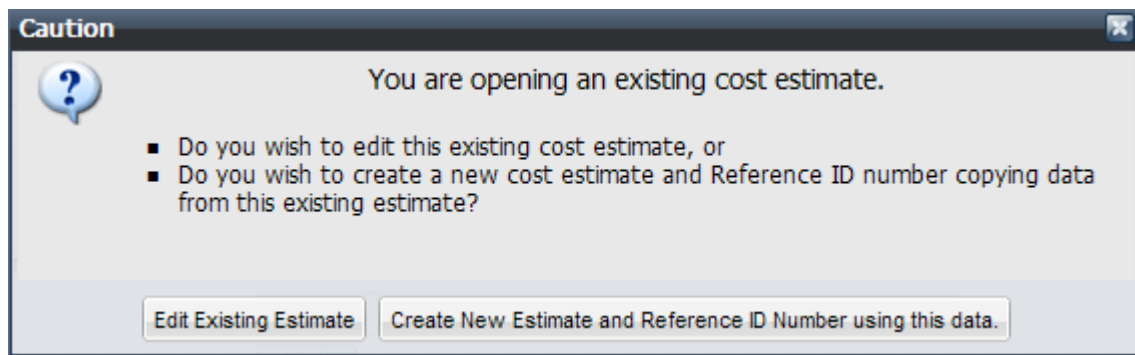 Caution
You are opening an existing cost estimate.
■ Do you wish to edit this existing cost estimate, or
■ Do you wish to create a new cost estimate and Reference ID number copying data
from this existing estimate?
Edit Existing Estimate Create New Estimate and Reference ID Number using this data.